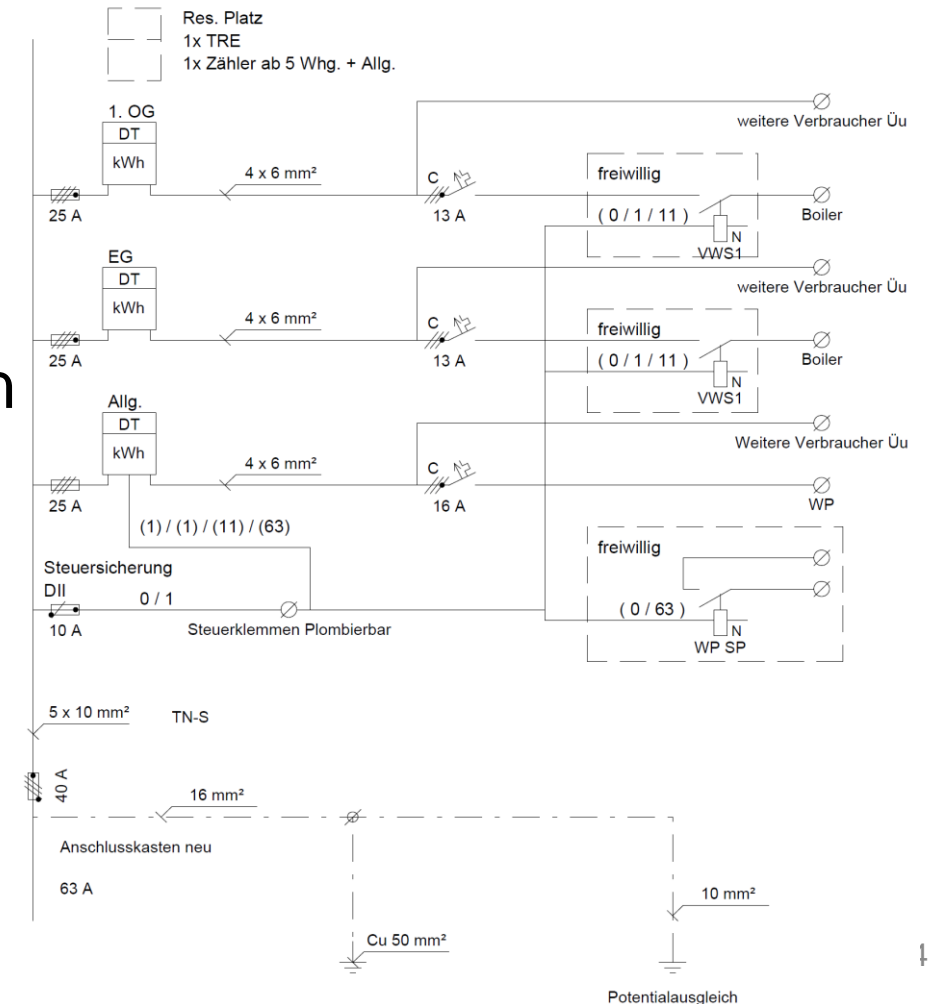 Res. Platz
1x TRE
1x Zähler ab 5 Whg. + Allg.
1. OG
DT
kWh
25 A
4 x 6 mm²
C
13 A
weitere Verbraucher Üu
freiwillig
( 0 / 1 / 11 )
N
VWS1
Boiler
EG
DT
kWh
25 A
4 x 6 mm²
C
13 A
weitere Verbraucher Üu
freiwillig
( 0 / 1 / 11 )
N
VWS1
Boiler
n
Allg.
DT
kWh
25 A
4 x 6 mm²
C
16 A
Weitere Verbraucher Üu
WP
(1) / (1) / (11) / (63)
freiwillig
( 0 / 63 )
N
WP SP
Steuersicherung
DII
0 / 1
10 A
Steuerklemmen Plombierbar
5 x 10 mm²
TN-S
40 A
16 mm²
Anschlusskasten neu
63 A
10 mm²
Cu 50 mm²
Potentialausgleich